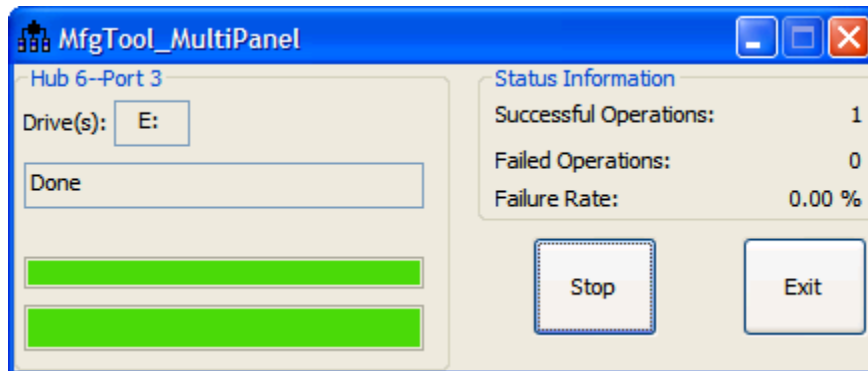 MfgTool_MultiPanel
Hub 6--Port 3
Drive(s): E:
Done
Status Information
Successful Operations: 1
Failed Operations: 0
Failure Rate: 0.00 %
Stop
Exit